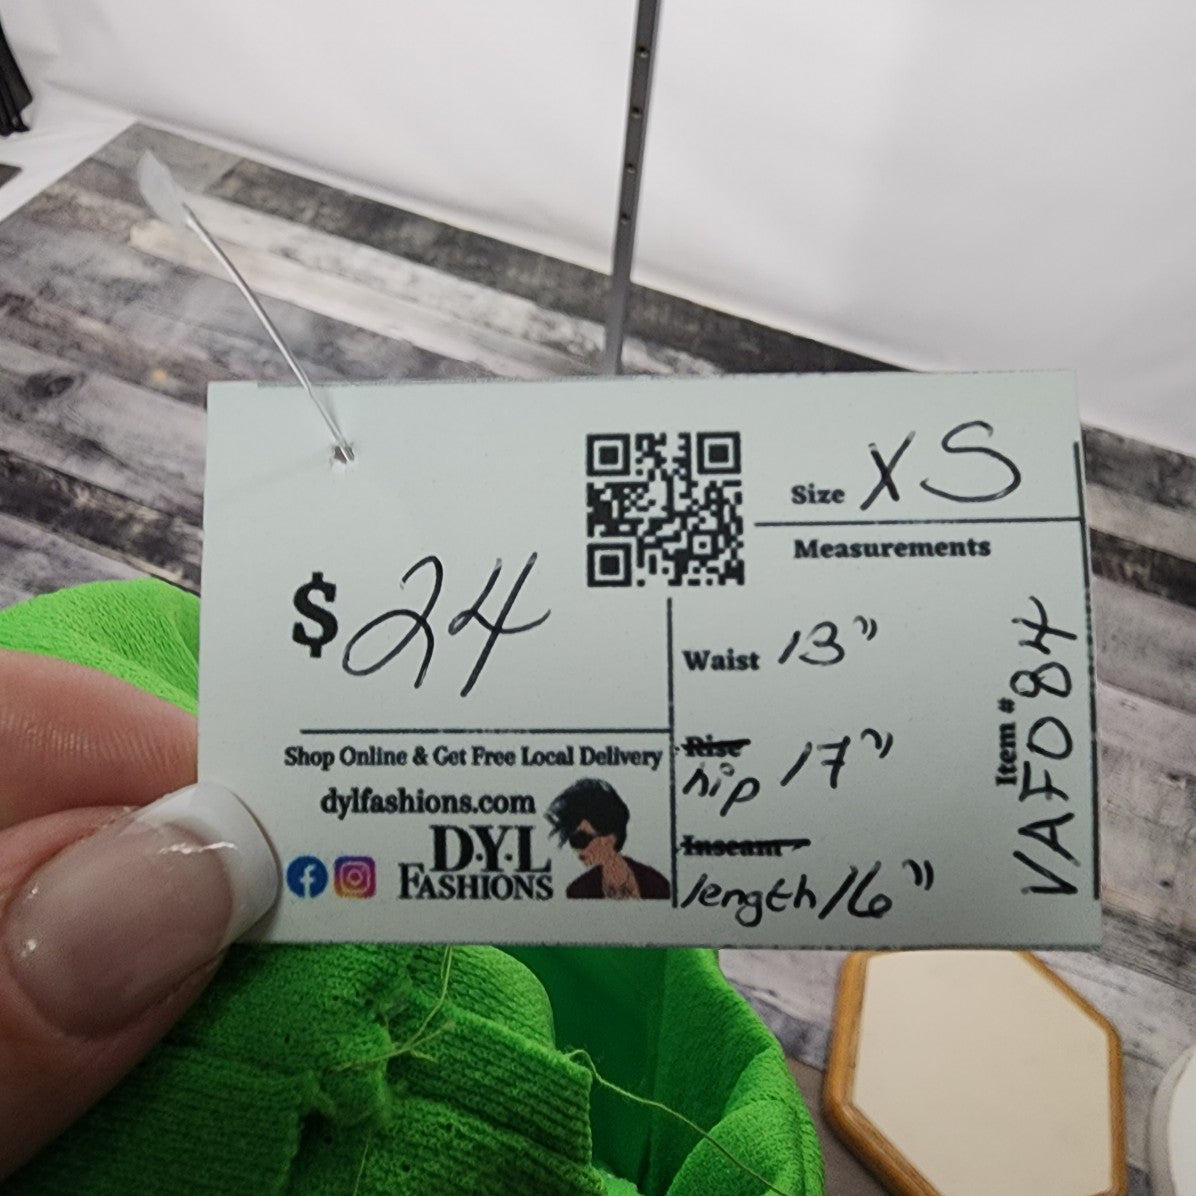 Size XS
Measurements
$24
Waist 13"
Rise
hip 17"
Inseam
length 16"
Item # VAF084
Shop Online & Get Free Local Delivery
dylfashions.com
D·Y·L
FASHIONS